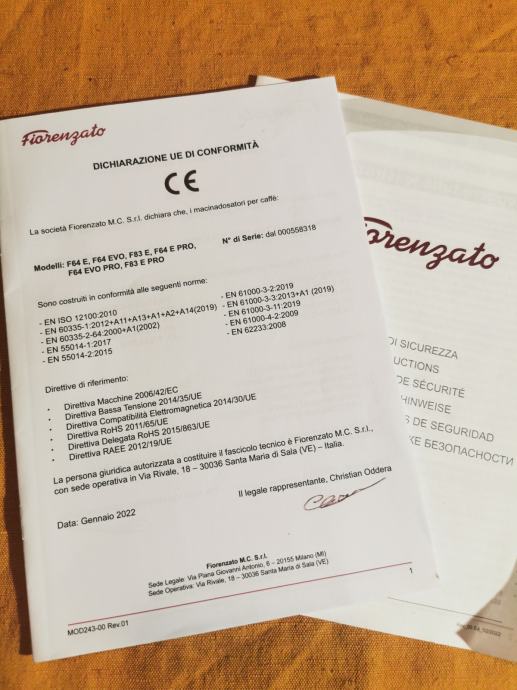 Fiorenzato
DICHIARAZIONE UE DI CONFORMITÀ
CE
La società Fiorenzato M.C. S.r.l. dichiara che, i macinadosatori per caffè:
Modelli: F64 E, F64 EVO, F83 E, F64 E PRO,
F64 EVO PRO, F83 E PRO
N° di Serie: dal 000558318
Sono costruiti in conformità alle seguenti norme:
- EN ISO 12100:2010
- EN 60335-1:2012+A11+A13+A1+A2+A14(2019)
- EN 60335-2-64:2000+A1(2002)
- EN 55014-1:2017
- EN 55014-2:2015
- EN 61000-3-2:2019
- EN 61000-3-3:2013+A1 (2019)
- EN 61000-3-11:2019
- EN 61000-4-2:2009
- EN 62233:2008
Direttive di riferimento:
• Direttiva Macchine 2006/42/EC
• Direttiva Bassa Tensione 2014/35/UE
• Direttiva Compatibilità Elettromagnetica 2014/30/UE
• Direttiva RoHS 2011/65/UE
• Direttiva Delegata RoHS 2015/863/UE
• Direttiva RAEE 2012/19/UE
La persona giuridica autorizzata a costituire il fascicolo tecnico è Fiorenzato M.C. S.r.l.,
con sede operativa in Via Rivale, 18 – 30036 Santa Maria di Sala (VE) – Italia.
Il legale rappresentante, Christian Oddera
Data: Gennaio 2022
Fiorenzato M.C. S.r.l.
Sede Legale: Via Piana Giovanni Antonio, 6 – 20155 Milano (MI)
Sede Operativa: Via Rivale, 18 – 30036 Santa Maria di Sala (VE)
MOD243-00 Rev.01
1
orenzato
DI SICUREZZA
UCTIONS
DE SÉCURITÉ
HINWEISE
S DE SEGURIDAD
КЕ БЕЗОПАСНОСТИ